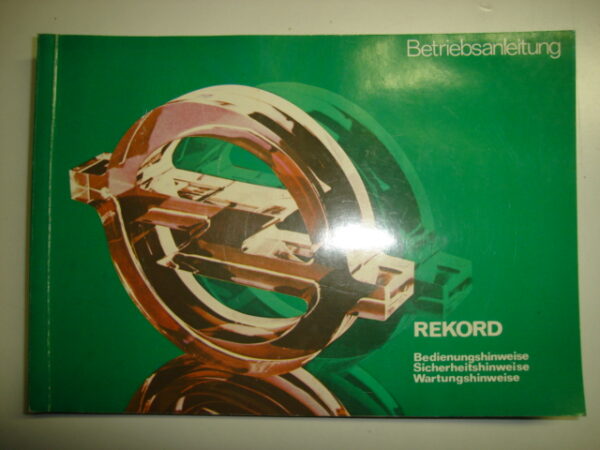 Betriebsanleitung
REKORD
Bedienungshinweise
Sicherheitshinweise
Wartungshinweise